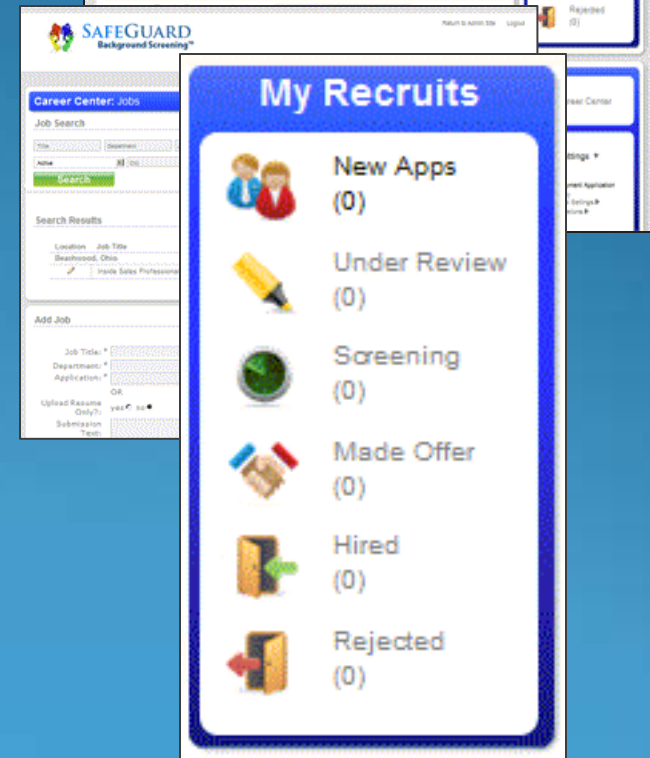 Rejected
(0)
SAFEGUARD
Background Screening™
Return to Admin Site Logout
Career Center: Jobs
Job Search
Title Department
Active
Search
Search Results
Location Job Title
Beachwood, Ohio
Inside Sales Professional
Add Job
Job Title: *
Department: *
Application: *
OR
Upload Resume
Only?: yes no
Submission
Text:
My Recruits
New Apps
(0)
Under Review
(0)
Screening
(0)
Made Offer
(0)
Hired
(0)
Rejected
(0)
Career Center